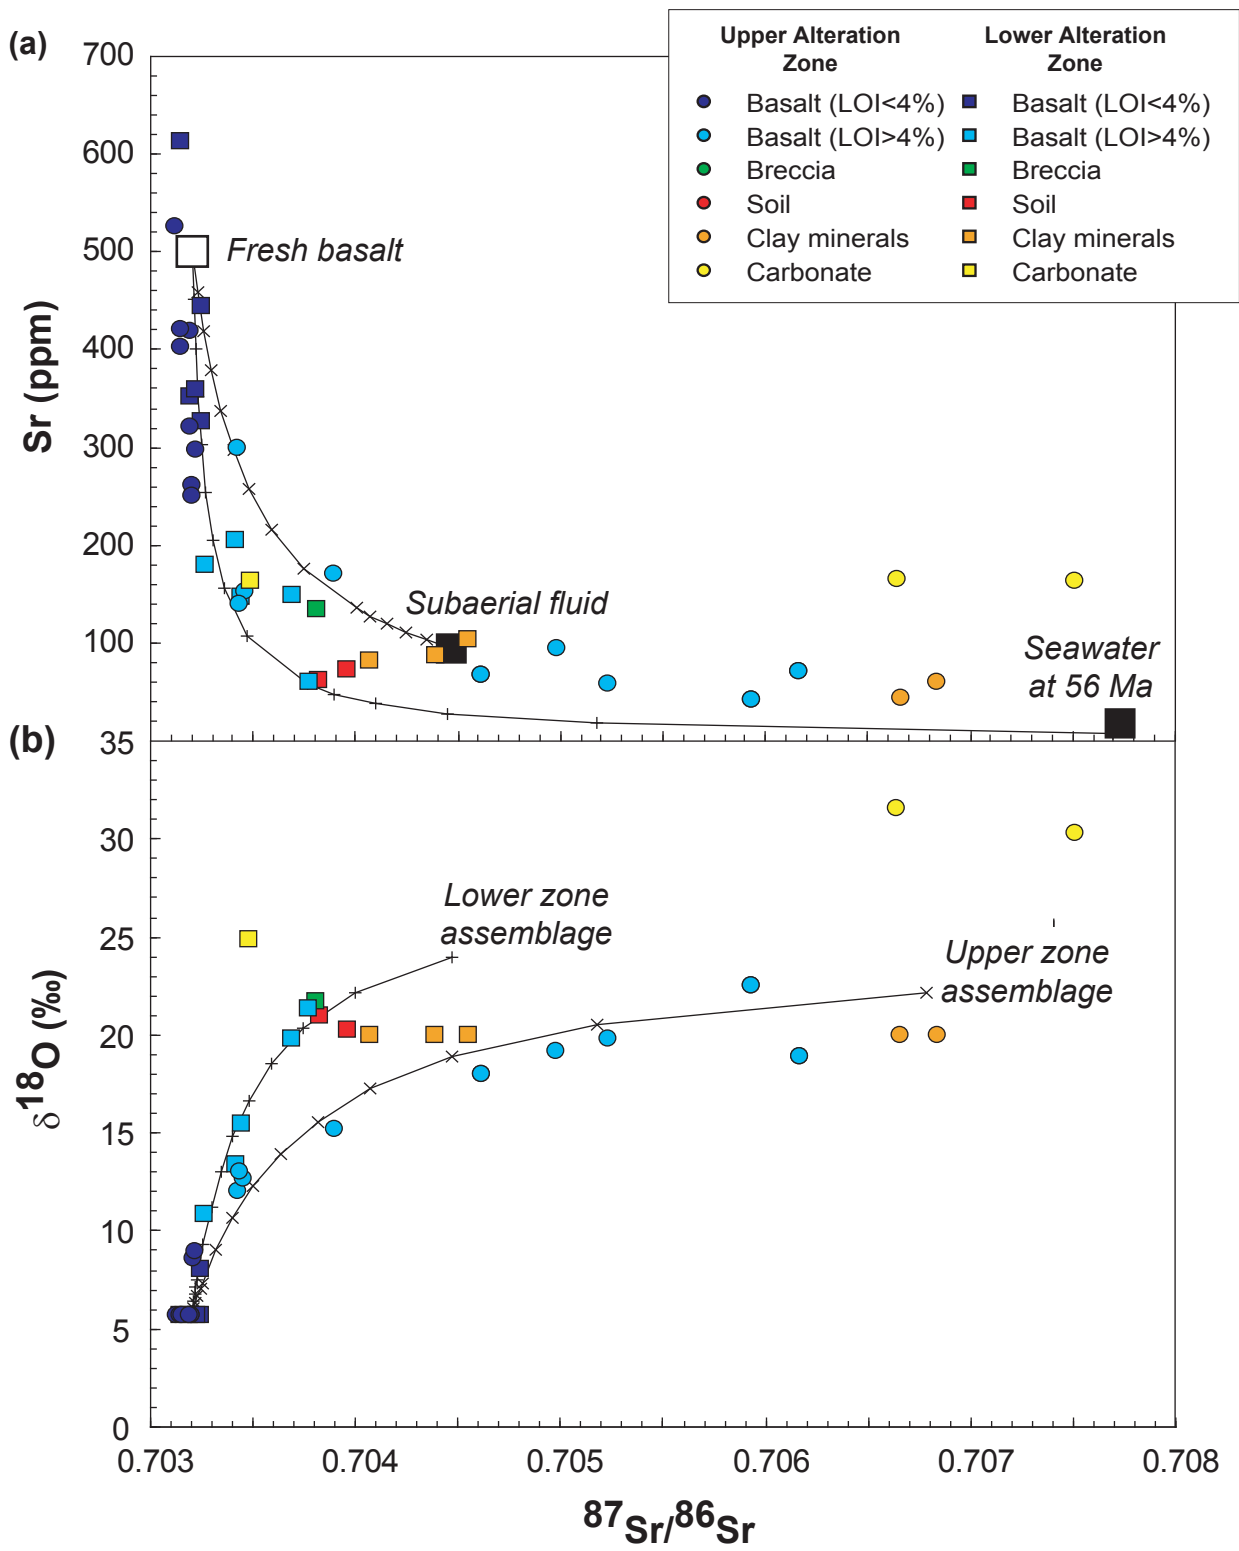 (a)
Upper Alteration Zone
Lower Alteration Zone
Basalt (LOI<4%)
Basalt (LOI<4%)
Basalt (LOI>4%)
Basalt (LOI>4%)
Breccia
Breccia
Soil
Soil
Clay minerals
Clay minerals
Carbonate
Carbonate
700
600
500
400
300
200
100
Sr (ppm)
Fresh basalt
Subaerial fluid
Seawater
at 56 Ma
(b)
35
30
25
20
15
10
5
0
δ18O (‰)
Lower zone
assemblage
Upper zone
assemblage
0.703
0.704
0.705
0.706
0.707
0.708
87Sr/86Sr